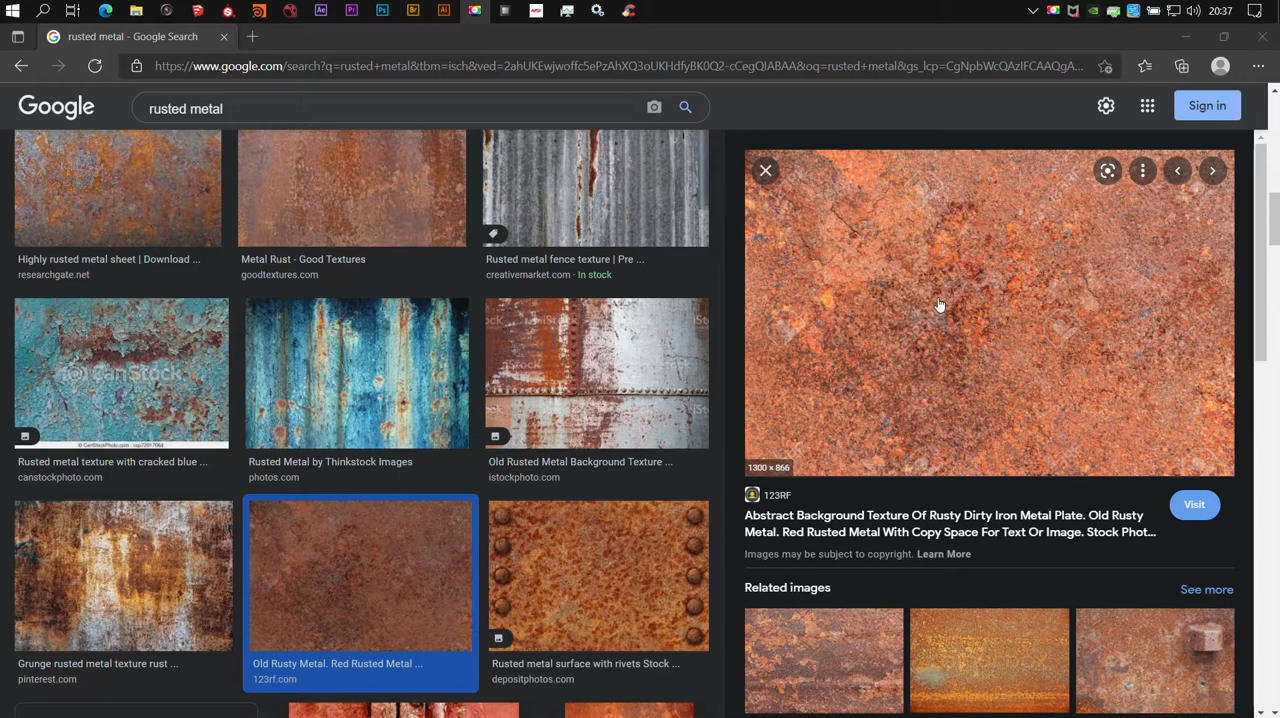 Ae
Pr
Ps
Br
Ai
20:37
rusted metal - Google Search
https://www.google.com/search?q=rusted+metal&tbm=isch&ved=2ahUKEwjwoffc5ePzAhXQ3oUKHdfyBK0Q2-cCegQIABAA&oq=rusted+metal&gs_lcp=CgNpbWcQAzIFCAAQgA...
Google
rusted metal
Sign in
Highly rusted metal sheet | Download ...
researchgate.net
Metal Rust - Good Textures
goodtextures.com
Rusted metal fence texture | Pre ...
creativemarket.com · In stock
CanStock
iStock
Rusted metal texture with cracked blue ...
canstockphoto.com
Rusted Metal by Thinkstock Images
photos.com
Old Rusted Metal Background Texture ...
istockphoto.com
1300 × 866
123RF
Visit
Abstract Background Texture Of Rusty Dirty Iron Metal Plate. Old Rusty
Metal. Red Rusted Metal With Copy Space For Text Or Image. Stock Phot...
Images may be subject to copyright. Learn More
Related images
See more
Grunge rusted metal texture rust ...
pinterest.com
Old Rusty Metal. Red Rusted Metal ...
123rf.com
Rusted metal surface with rivets Stock ...
depositphotos.com